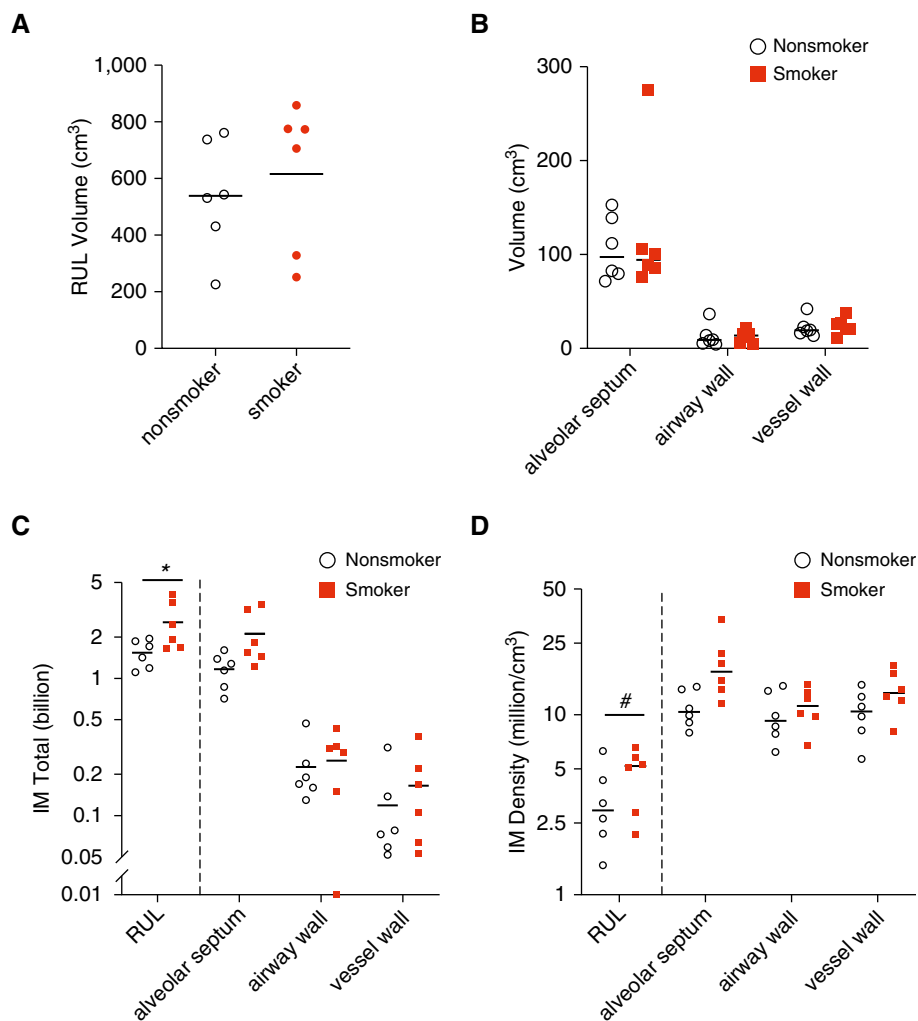 A
RUL Volume (cm³)
1,000
800
600
400
200
0
nonsmoker
smoker
B
Nonsmoker
Smoker
Volume (cm³)
300
200
100
0
alveolar septum
airway wall
vessel wall
C
Nonsmoker
Smoker
IM Total (billion)
5
2
1
0.5
0.2
0.1
0.05
0.01
*
RUL
alveolar septum
airway wall
vessel wall
D
Nonsmoker
Smoker
IM Density (million/cm³)
50
25
10
5
2.5
1
#
RUL
alveolar septum
airway wall
vessel wall